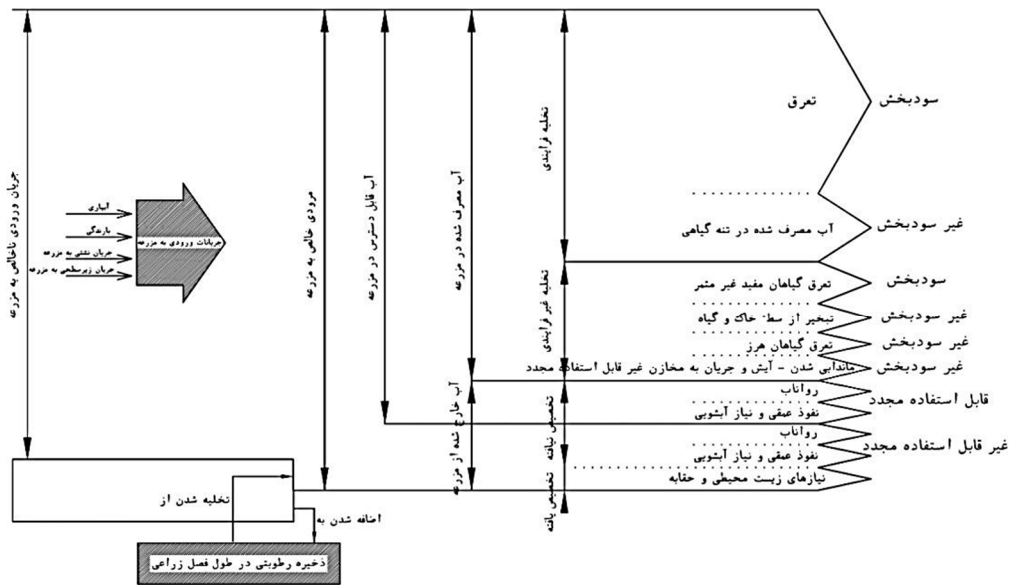 سودبخش
تعرق
غیر سودبخش
آب مصرف شده در تنه گیاهی
سودبخش
تعرق گیاهان مفید غیر مثمر
غیر سودبخش
تبخیر از سطح خاک و گیاه
غیر سودبخش
تعرق گیاهان هرز
غیر سودبخش
ماندابی شدن - آیش و جریان به مخازن غیر قابل استفاده مجدد
قابل استفاده مجدد
رواناب
نفوذ عمقی و نیاز آبشویی
غیر قابل استفاده مجدد
رواناب
نفوذ عمقی و نیاز آبشویی
نیازهای زیست محیطی و حقابه
تخلیه فرایندی
تخلیه غیر فرایندی
تخصیص نیافته
تخصیص یافته
آب مصرف شده در مزرعه
آب خارج شده از مزرعه
آب قابل دسترس در مزرعه
مرودی خالص به مزرعه
جریان ورودی ناخالص به مزرعه
آبیاری
بارندگی
جریان نشتی به مزرعه
جریان زیرسطحی به مزرعه
جریانات ورودی به مزرعه
تخلیه شدن از
اضافه شدن به
ذخیره رطوبتی در طول فصل زراعی